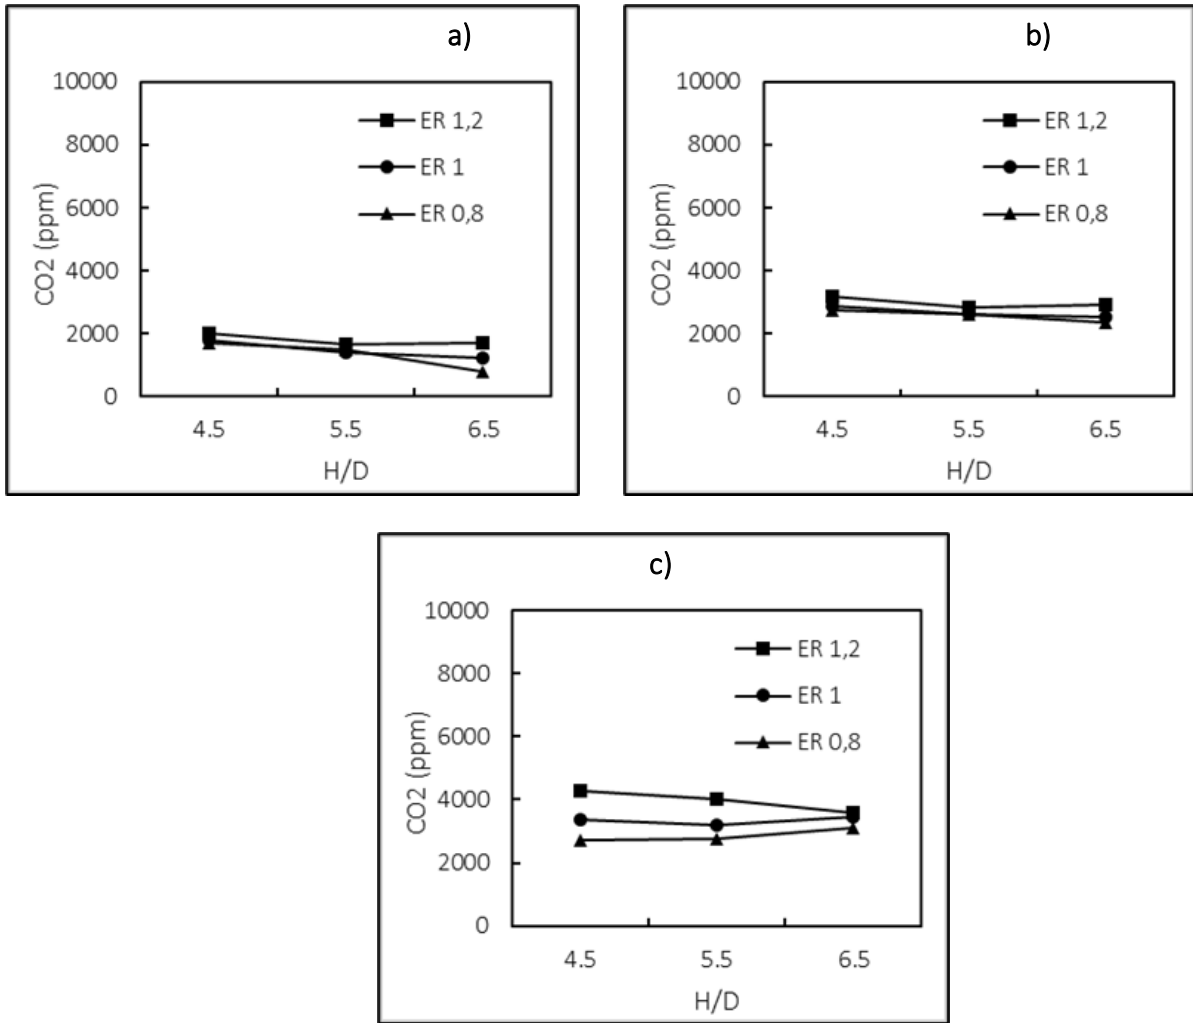 a)
10000
8000
6000
4000
2000
0
CO2 (ppm)
ER 1,2
ER 1
ER 0,8
4.5 5.5 6.5
H/D
b)
10000
8000
6000
4000
2000
0
CO2 (ppm)
ER 1,2
ER 1
ER 0,8
4.5 5.5 6.5
H/D
c)
10000
8000
6000
4000
2000
0
CO2 (ppm)
ER 1,2
ER 1
ER 0,8
4.5 5.5 6.5
H/D